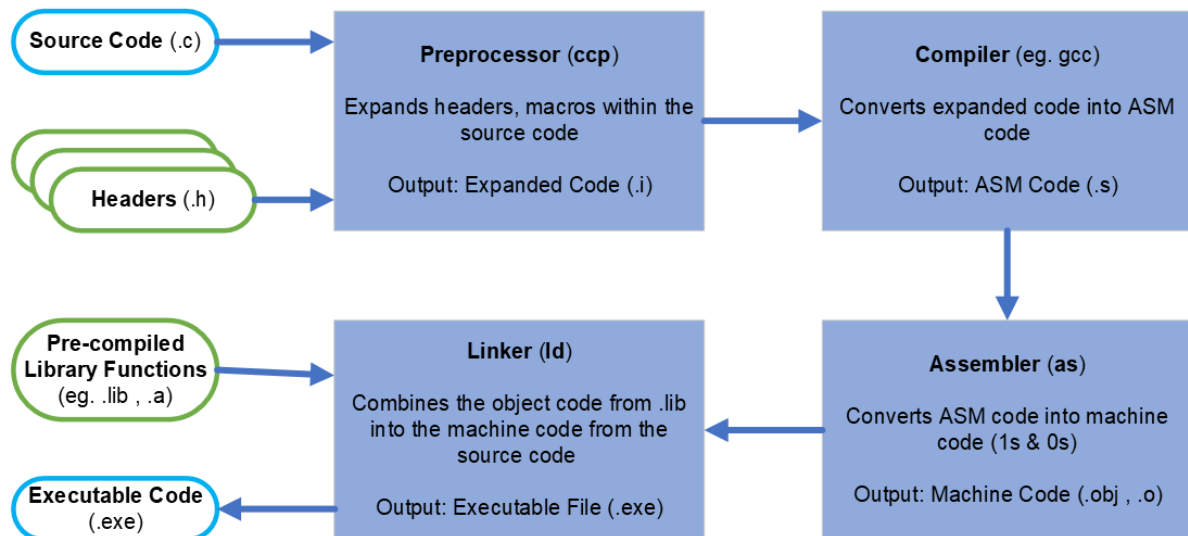 Source Code (.c)
Headers (.h)
Preprocessor (ccp)
Expands headers, macros within the
source code
Output: Expanded Code (.i)
Compiler (eg. gcc)
Converts expanded code into ASM
code
Output: ASM Code (.s)
Pre-compiled
Library Functions
(eg. .lib , .a)
Executable Code
(.exe)
Linker (ld)
Combines the object code from .lib
into the machine code from the
source code
Output: Executable File (.exe)
Assembler (as)
Converts ASM code into machine
code (1s & 0s)
Output: Machine Code (.obj , .o)